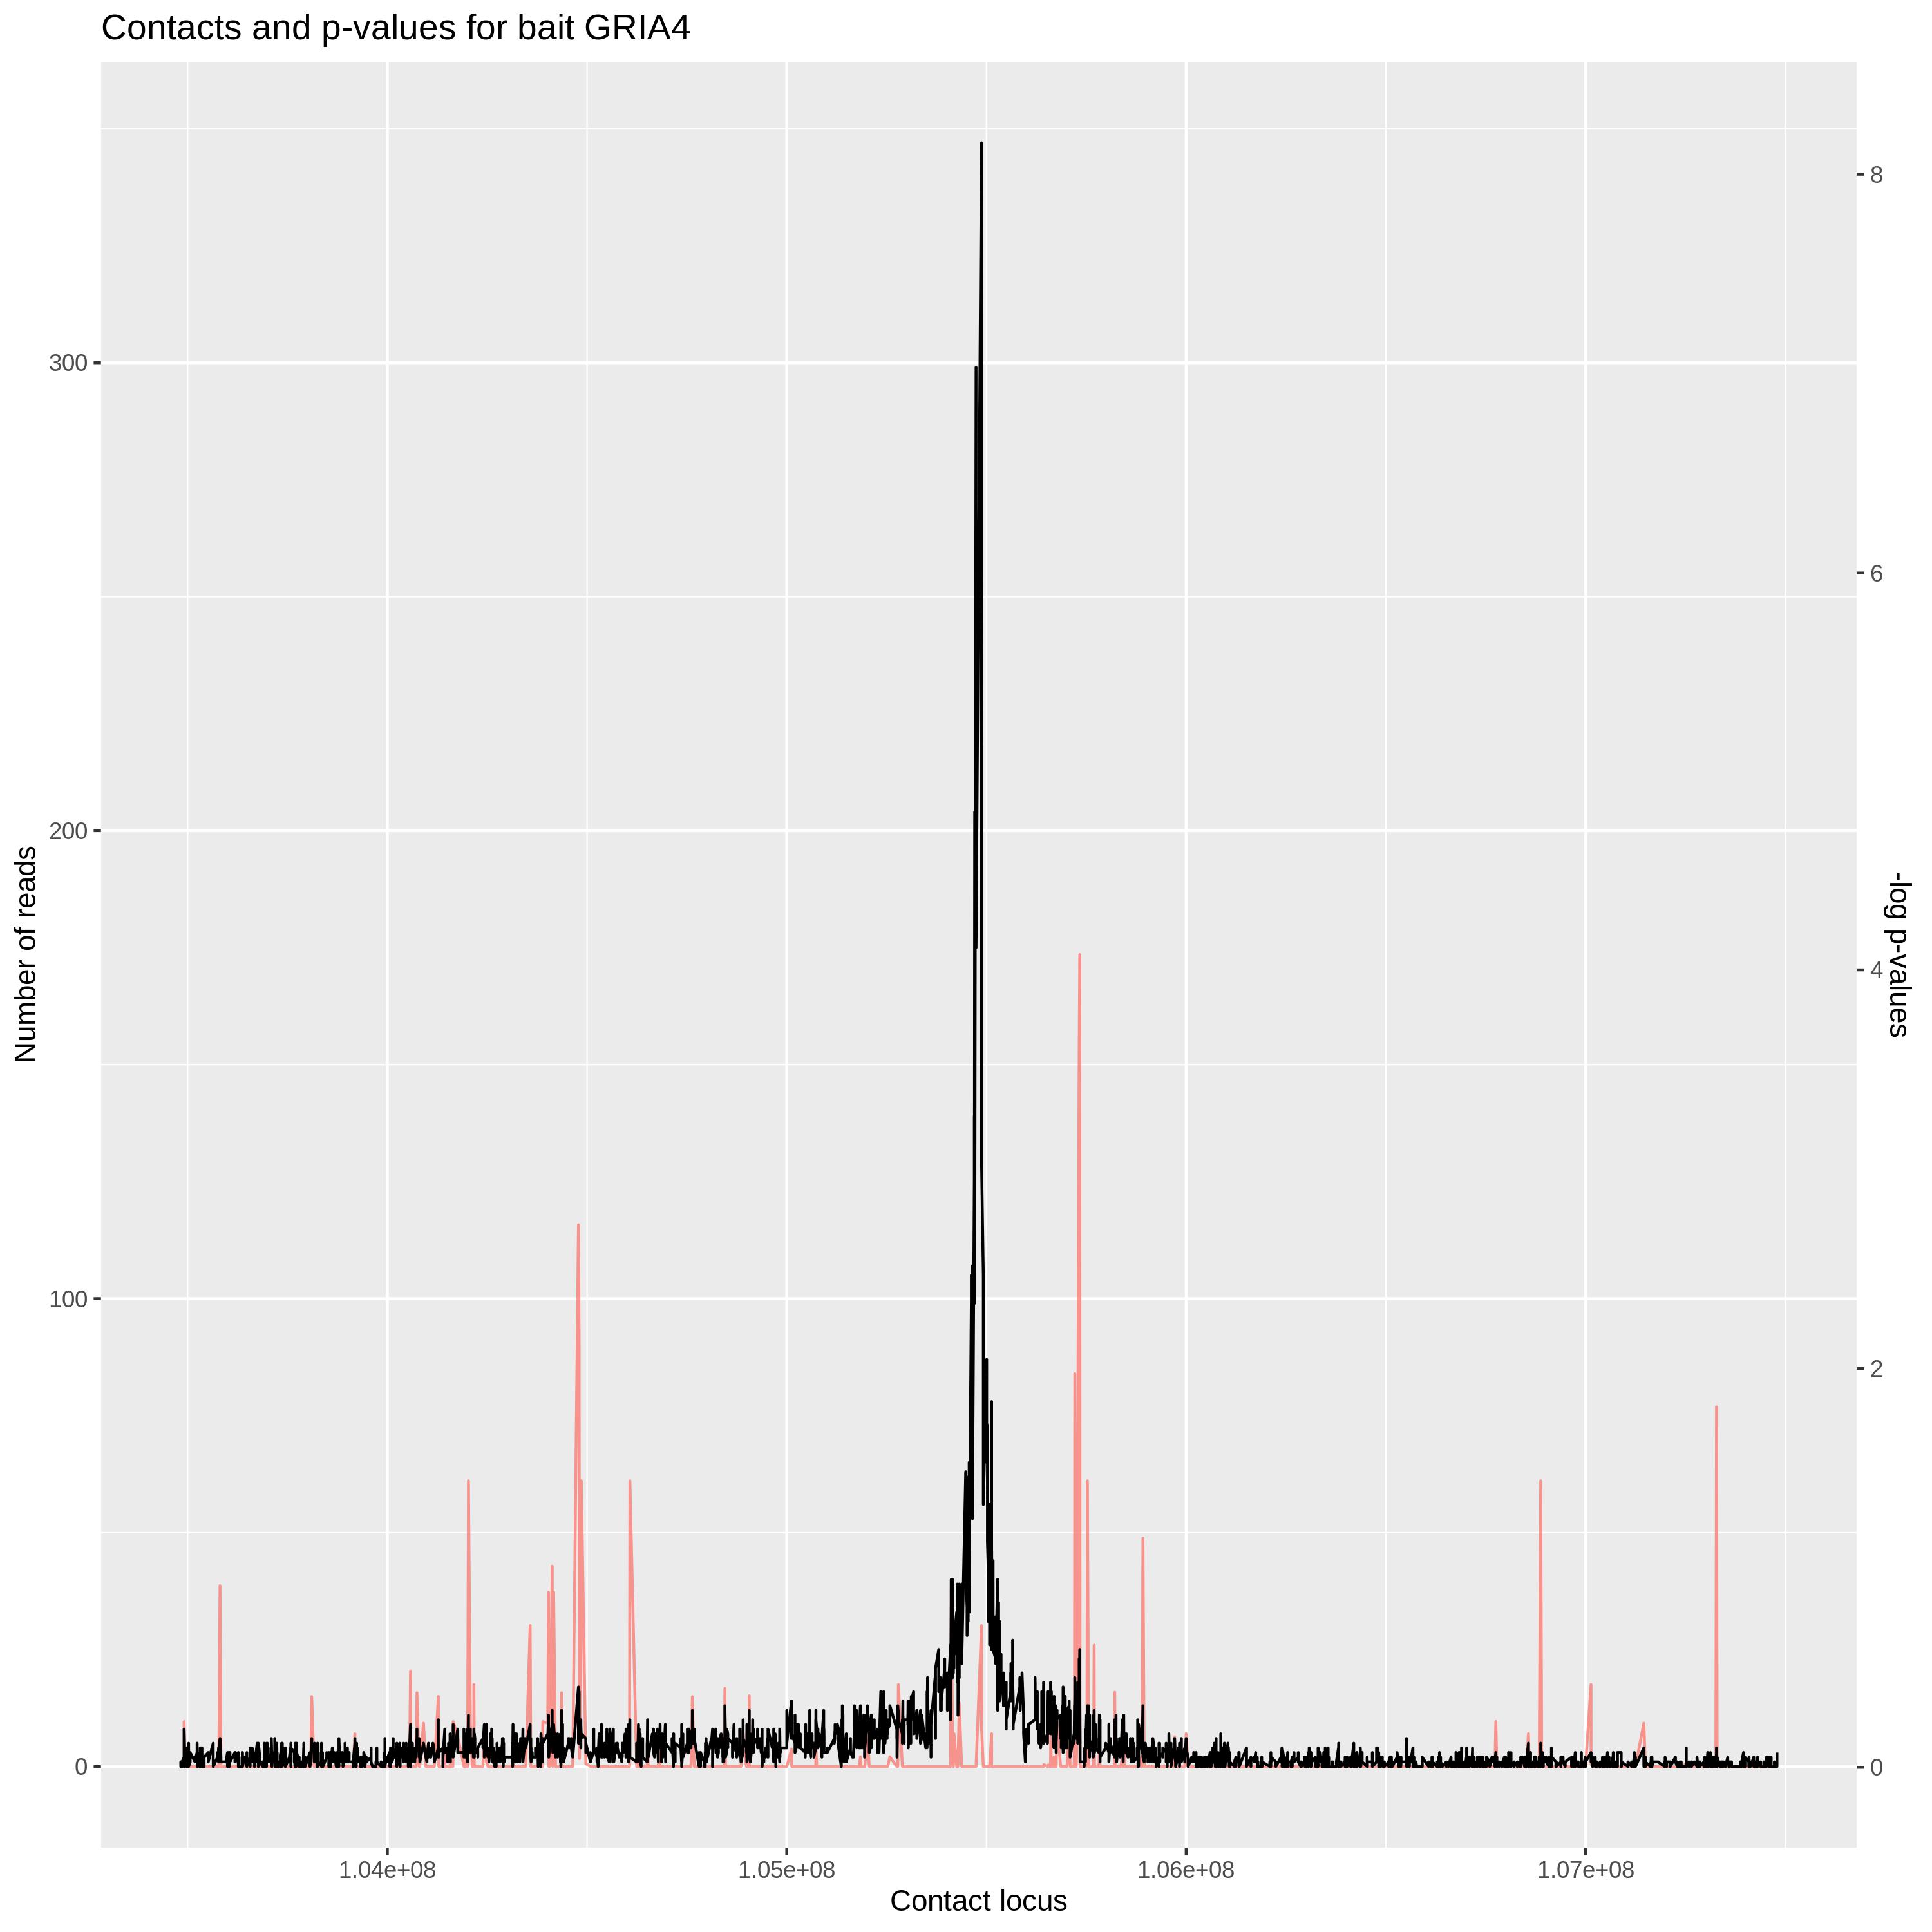 Contacts and p-values for bait GRIA4
300
200
100
0
Number of reads
8
6
4
2
0
-log p-values
1.04e+08
1.05e+08
1.06e+08
1.07e+08
Contact locus